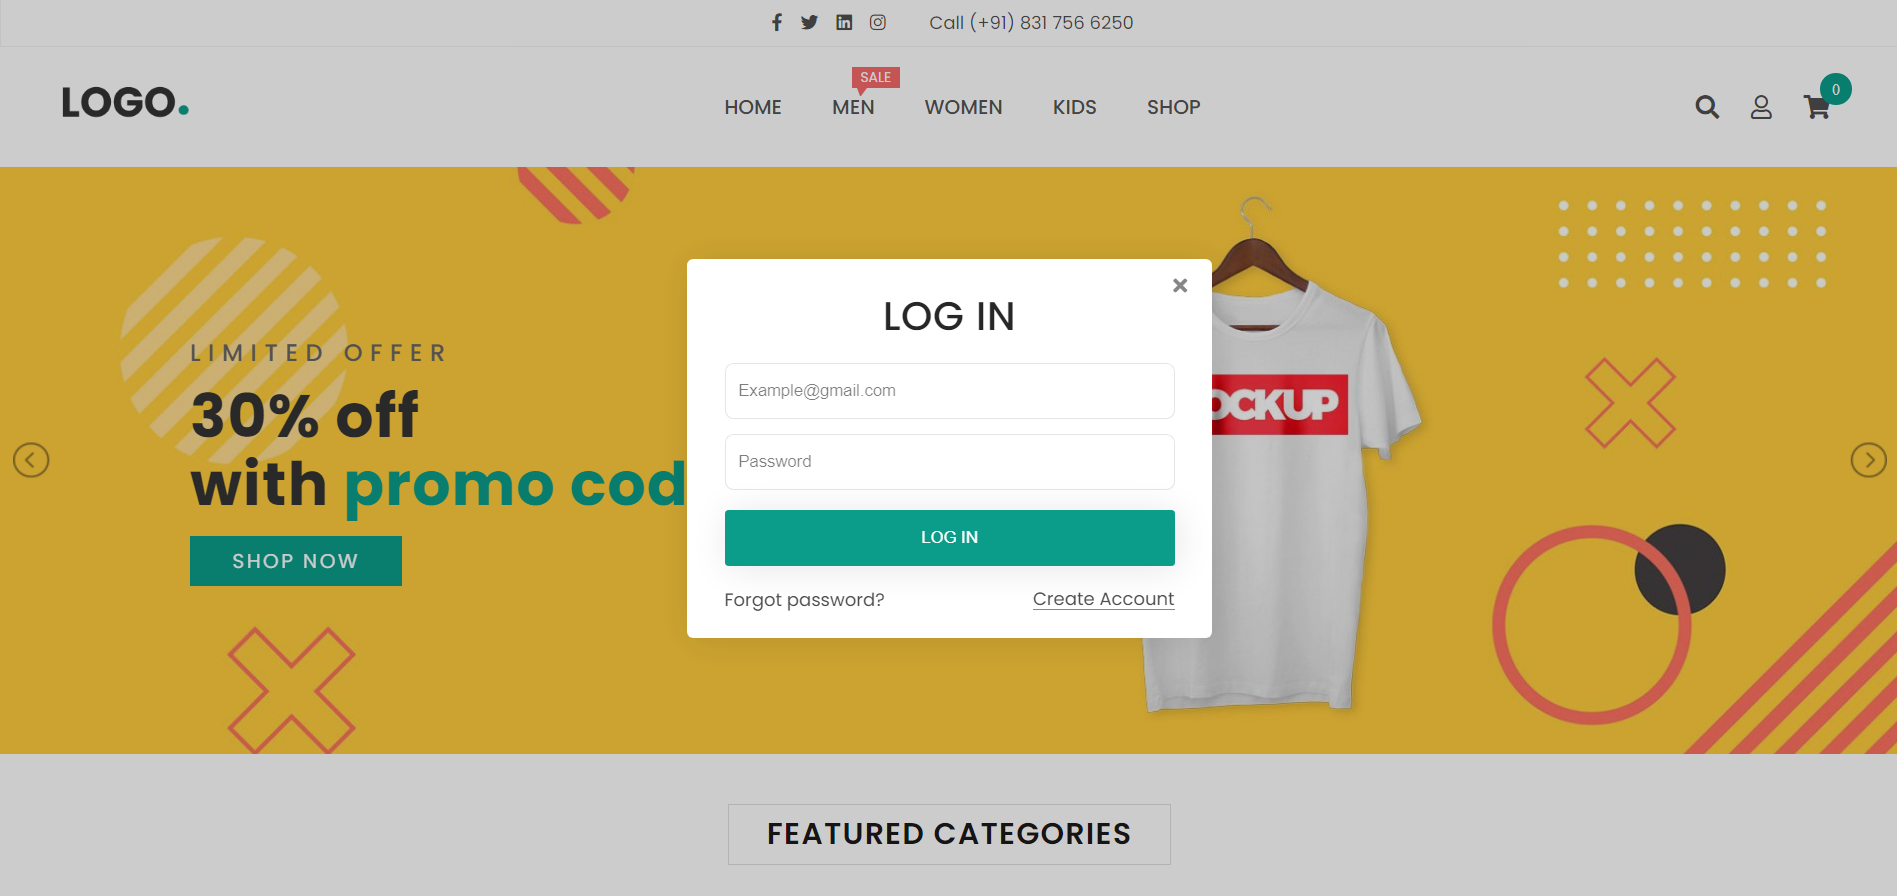 Call (+91) 831 756 6250
LOGO.
SALE
HOME MEN WOMEN KIDS SHOP
0
LIMITED OFFER
30% off
with promo cod
SHOP NOW
LOG IN
Example@gmail.com
Password
LOG IN
Forgot password? Create Account
OCKUP
FEATURED CATEGORIES